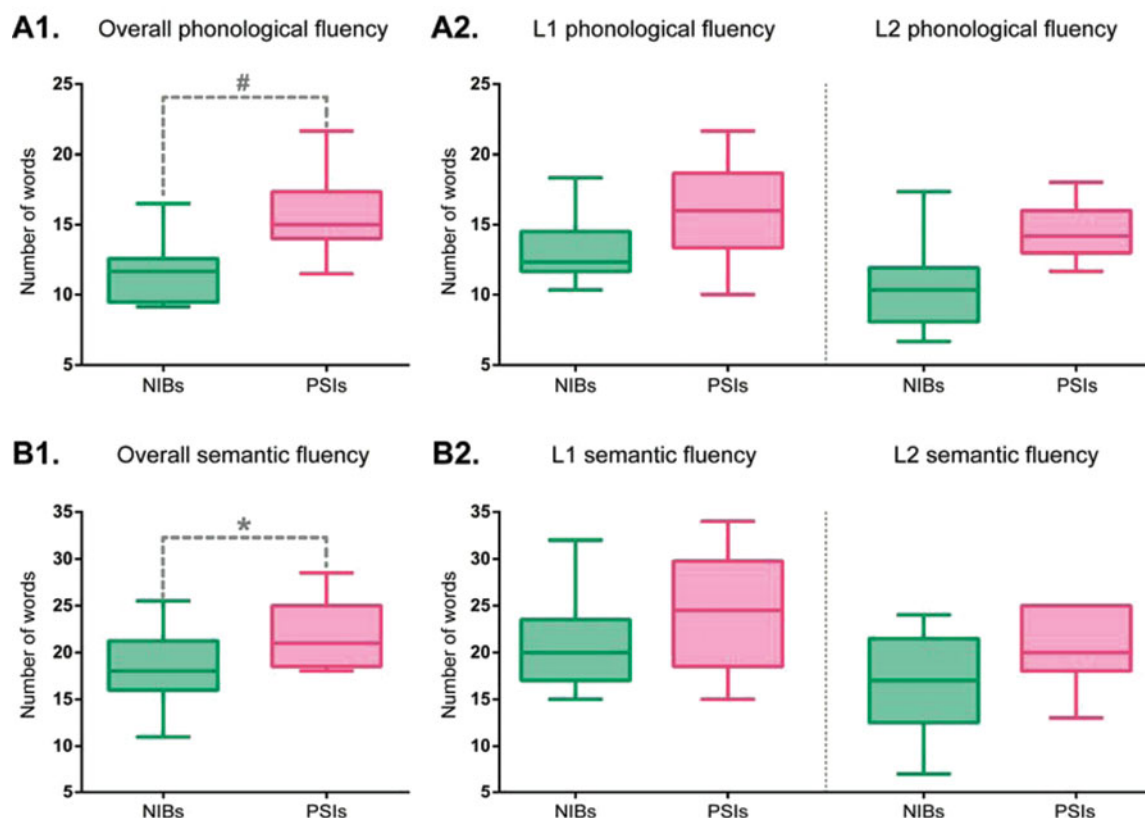 A1. Overall phonological fluency
A2. L1 phonological fluency L2 phonological fluency
25
20
15
10
5
Number of words
#
NIBs PSIs
25
20
15
10
5
Number of words
NIBs PSIs NIBs PSIs
B1. Overall semantic fluency
B2. L1 semantic fluency L2 semantic fluency
35
30
25
20
15
10
5
Number of words
*
NIBs PSIs
35
30
25
20
15
10
5
Number of words
NIBs PSIs NIBs PSIs